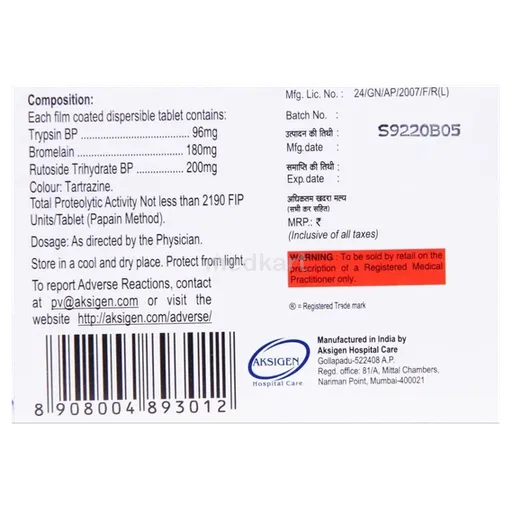 Composition:
Each film coated dispersible tablet contains:
Trypsin BP ........................ 96mg
Bromelain ........................ 180mg
Rutoside Trihydrate BP ............ 200mg
Colour: Tartrazine.
Total Proteolytic Activity Not less than 2190 FIP
Units/Tablet (Papain Method).
Dosage: As directed by the Physician.
Store in a cool and dry place. Protect from light.
To report Adverse Reactions, contact
at pv@aksigen.com or visit the
website http://aksigen.com/adverse/
8 908004 893012
Mfg. Lic. No. : 24/GN/AP/2007/F/R(L)
Batch No. :
उत्पादन की तिथी : S9220B05
Mfg. date :
समाप्ति की तिथी :
Exp. date :
अधिकतम खुदरा मूल्य
(सभी कर सहित)
MRP.: ₹
(Inclusive of all taxes)
WARNING : To be sold by retail on the
prescription of a Registered Medical
Practitioner only.
® = Registered Trade mark
AKSIGEN
Hospital Care
Manufactured in India by
Aksigen Hospital Care
Gollapadu-522408 A.P.
Regd. office: 81/A, Mittal Chambers,
Nariman Point, Mumbai-400021
medkart